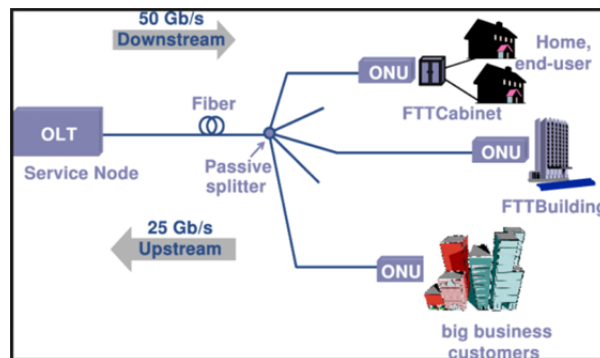 50 Gb/s
Downstream
Home,
end-user
ONU
FTTCabinet
Fiber
OLT
Service Node
Passive
splitter
ONU
FTTBuilding
25 Gb/s
Upstream
ONU
big business
customers